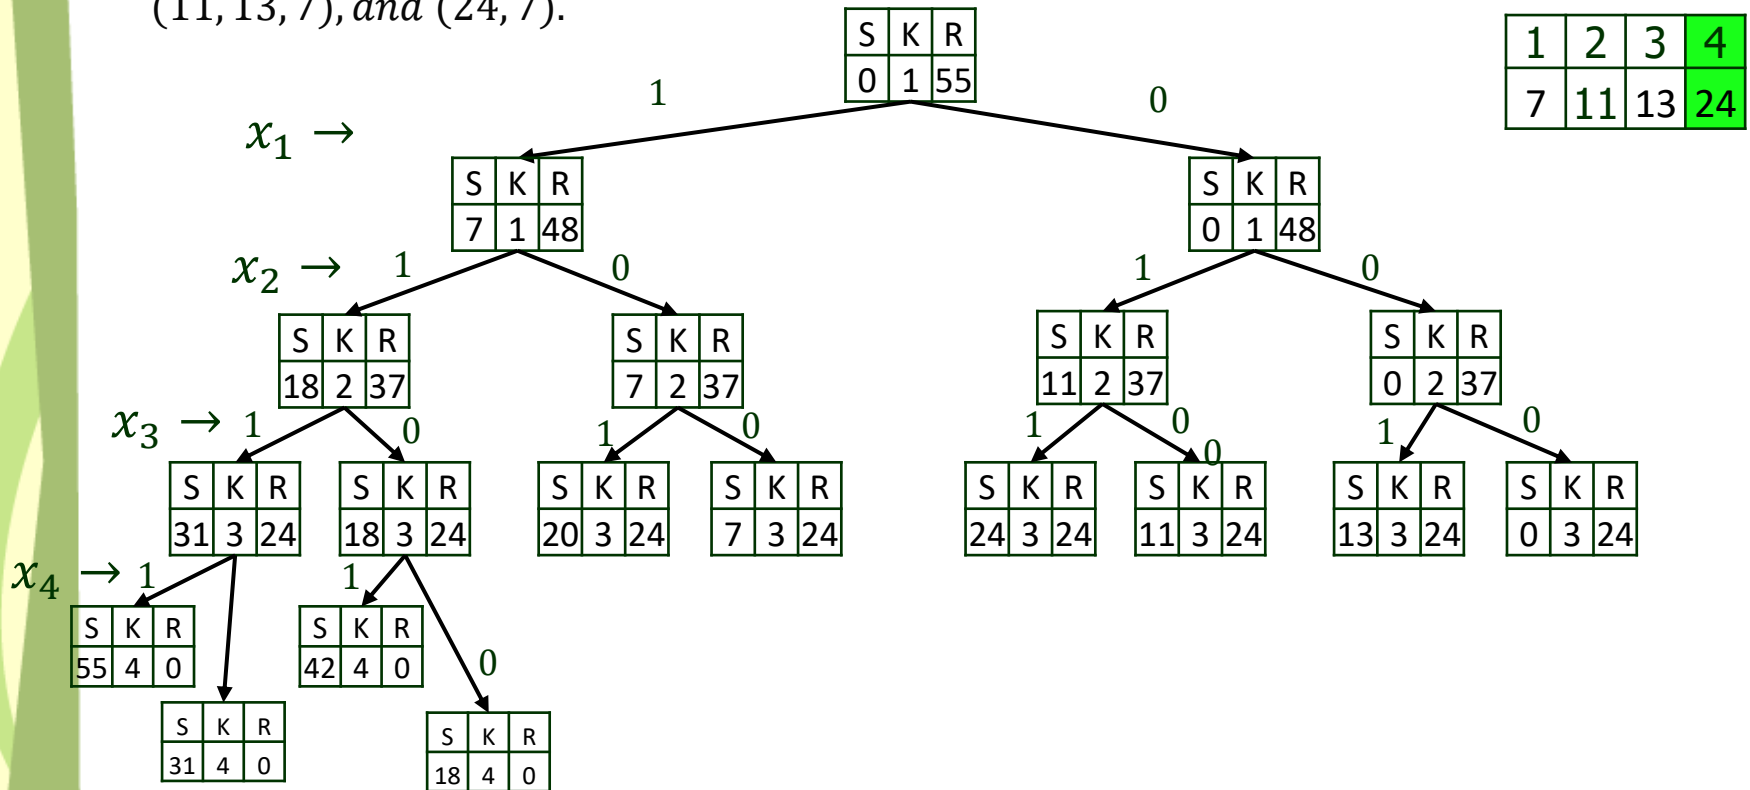 (11, 13, 7), and (24, 7).
S K R
0 1 55
1 2 3 4
7 11 13 24
1
0
x₁ →
S K R
7 1 48
S K R
0 1 48
x₂ →
1
0
1
0
S K R
18 2 37
S K R
7 2 37
S K R
11 2 37
S K R
0 2 37
x₃ →
1
0
1
0
1
0
0
1
0
S K R
31 3 24
S K R
18 3 24
S K R
20 3 24
S K R
7 3 24
S K R
24 3 24
S K R
11 3 24
S K R
13 3 24
S K R
0 3 24
x₄ →
1
1
S K R
55 4 0
S K R
42 4 0
0
S K R
31 4 0
S K R
18 4 0